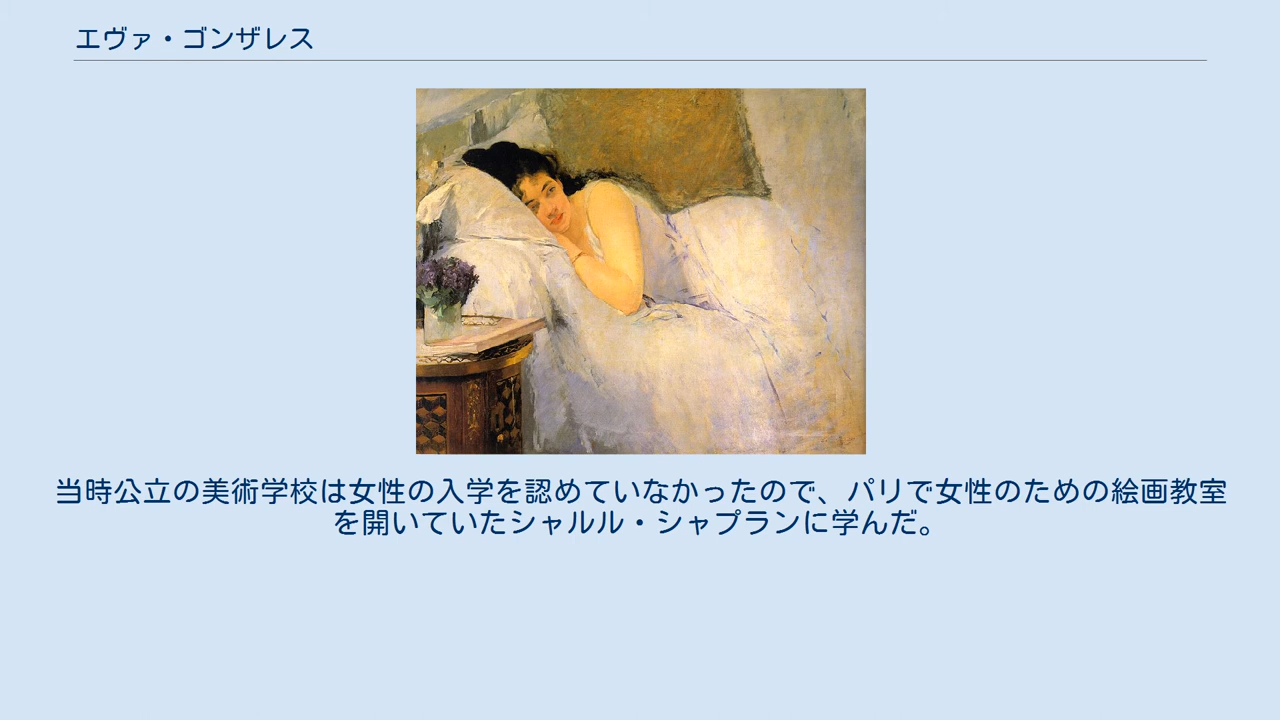 エヴァ・ゴンザレス
当時公立の美術学校は女性の入学を認めていなかったので、パリで女性のための絵画教室
を開いていたシャルル・シャプランに学んだ。